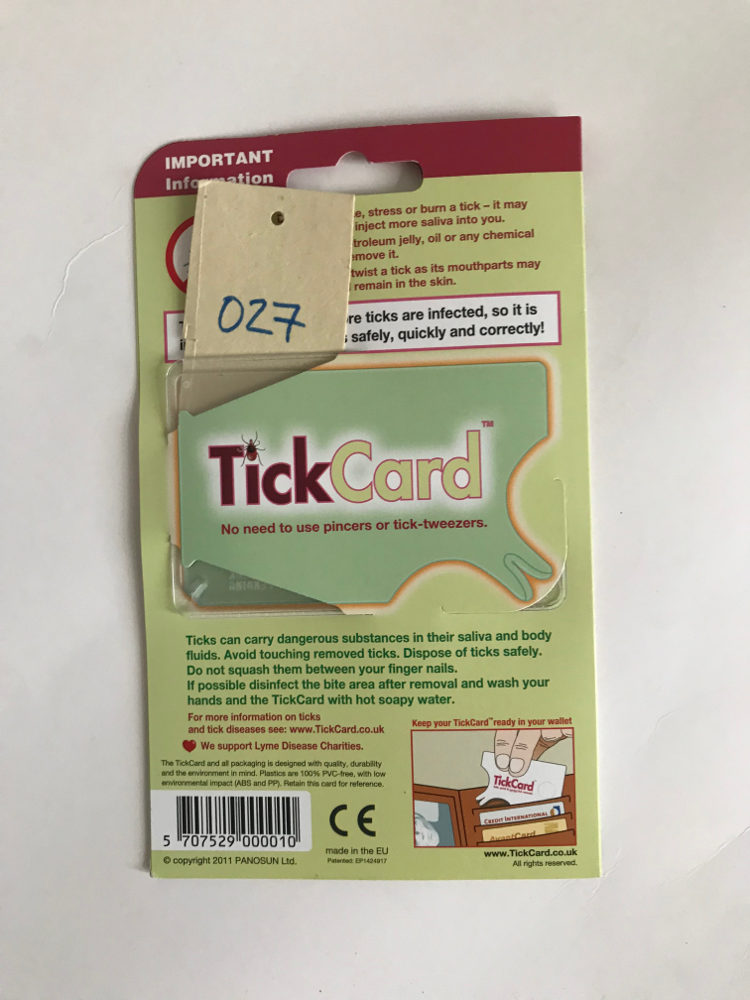 IMPORTANT
Information
stress or burn a tick – it may
inject more saliva into you.
jelly, oil or any chemical
it.
twist a tick as its mouthparts may
remain in the skin.
027
ticks are infected, so it is
safely, quickly and correctly!
TickCard™
No need to use pincers or tick-tweezers.
Ticks can carry dangerous substances in their saliva and body
fluids. Avoid touching removed ticks. Dispose of ticks safely.
Do not squash them between your finger nails.
If possible disinfect the bite area after removal and wash your
hands and the TickCard with hot soapy water.
For more information on ticks
and tick diseases see: www.TickCard.co.uk
We support Lyme Disease Charities.
The TickCard and all packaging is designed with quality, durability
and the environment in mind. Plastics are 100% PVC-free, with low
environmental impact (ABS and PP). Retain this card for reference.
Keep your TickCard™ ready in your wallet
TickCard
CREDIT INTERNATIONAL
AvantCard
5 707529 000010
CE
made in the EU
Patented: EP1424917
© copyright 2011 PANOSUN Ltd.
www.TickCard.co.uk
All rights reserved.